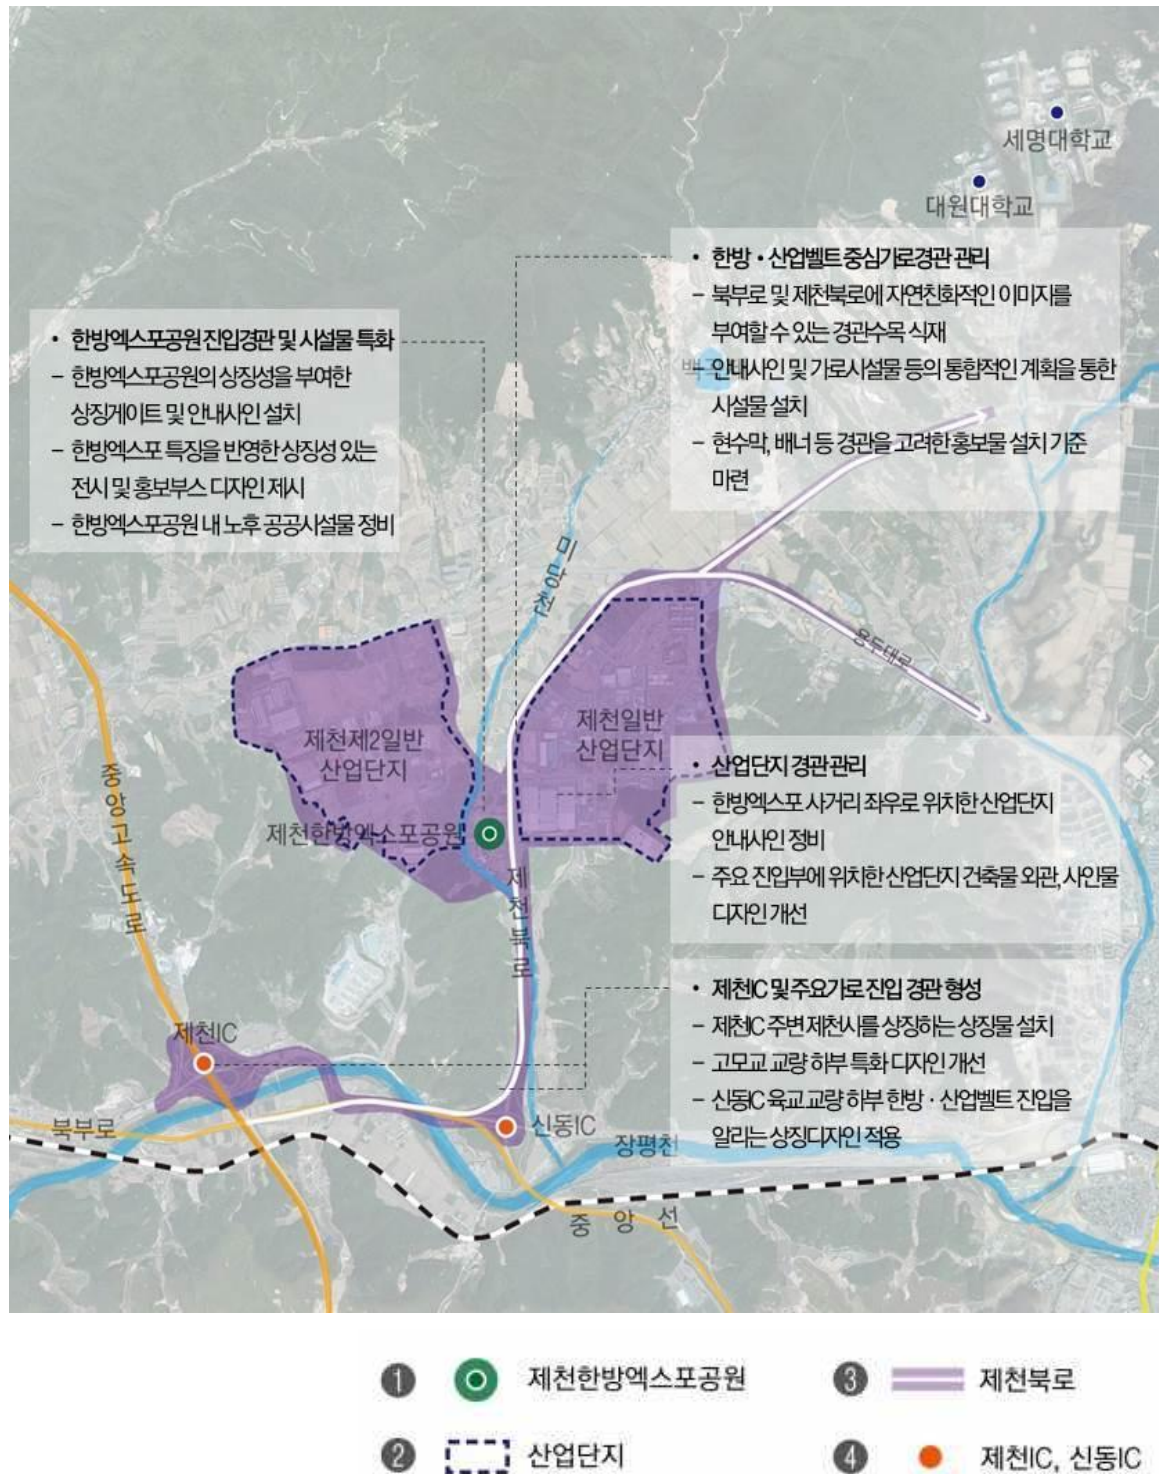 세명대학교
대원대학교
• 한방・산업벨트 중심가로경관 관리
– 북부로 및 제천북로에 자연친화적인 이미지를
부여할 수 있는 경관수목 식재
– 안내사인 및 가로시설물 등의 통합적인 계획을 통한
시설물 설치
– 현수막, 배너 등 경관을 고려한 홍보물 설치 기준
마련
• 한방엑스포공원 진입경관 및 시설물 특화
– 한방엑스포공원의 상징성을 부여한
상징게이트 및 안내사인 설치
– 한방엑스포 특징을 반영한 상징성 있는
전시 및 홍보부스 디자인 제시
– 한방엑스포공원 내 노후 공공시설물 정비
미당천
용두대로
제천제2일반
산업단지
제천일반
산업단지
• 산업단지 경관 관리
– 한방엑스포 사거리 좌우로 위치한 산업단지
안내사인 정비
– 주요 진입부에 위치한 산업단지 건축물 외관, 사인물
디자인 개선
중앙고속도로
제천한방엑스포공원
제천북로
• 제천IC 및 주요가로 진입 경관 형성
– 제천IC 주변 제천시를 상징하는 상징물 설치
– 고모교 교량 하부 특화 디자인 개선
– 신동IC 육교 교량 하부 한방・산업벨트 진입을
알리는 상징디자인 적용
제천IC
북부로
신동IC
장평천
중앙선
1 제천한방엑스포공원
3 제천북로
2 산업단지
4 제천IC, 신동IC